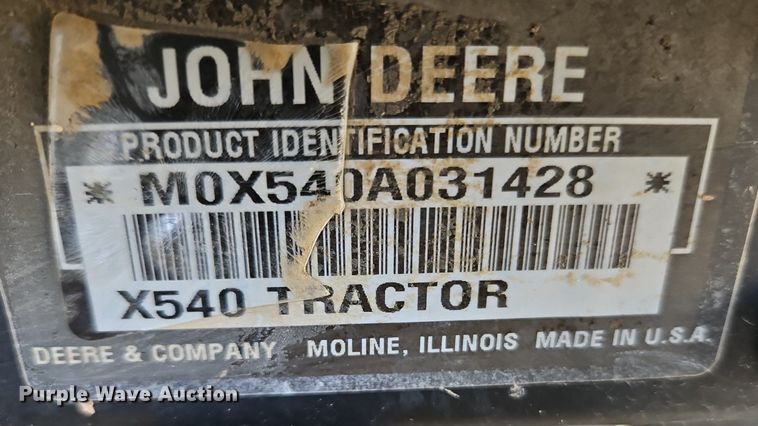 JOHN DEERE
PRODUCT IDENTIFICATION NUMBER
* M0X540A031428 *
X540 TRACTOR
DEERE & COMPANY MOLINE, ILLINOIS MADE IN U.S.A.
Purple Wave Auction